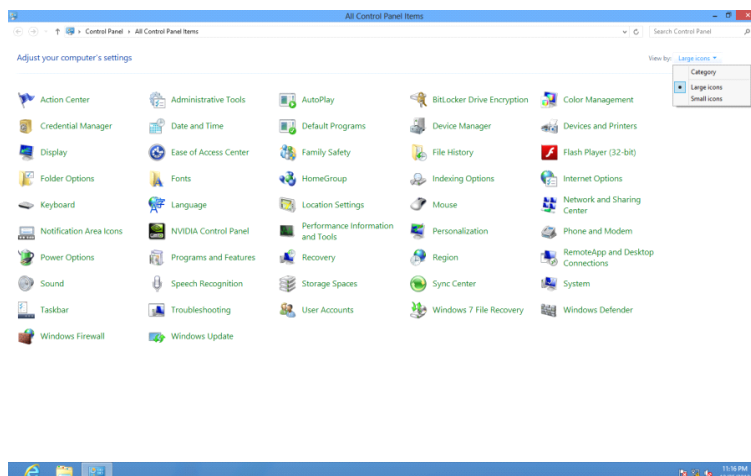 All Control Panel Items
Control Panel All Control Panel Items
Search Control Panel
Adjust your computer's settings
View by: Large icons
Category
Large icons
Small icons
Action Center Administrative Tools AutoPlay BitLocker Drive Encryption Color Management
Credential Manager Date and Time Default Programs Device Manager Devices and Printers
Display Ease of Access Center Family Safety File History Flash Player (32-bit)
Folder Options Fonts HomeGroup Indexing Options Internet Options
Keyboard Language Location Settings Mouse Network and Sharing
Center
Notification Area Icons NVIDIA Control Panel Performance Information
and Tools
Personalization Phone and Modem
Power Options Programs and Features Recovery Region RemoteApp and Desktop
Connections
Sound Speech Recognition Storage Spaces Sync Center System
Taskbar Troubleshooting User Accounts Windows 7 File Recovery Windows Defender
Windows Firewall Windows Update
11:16 PM